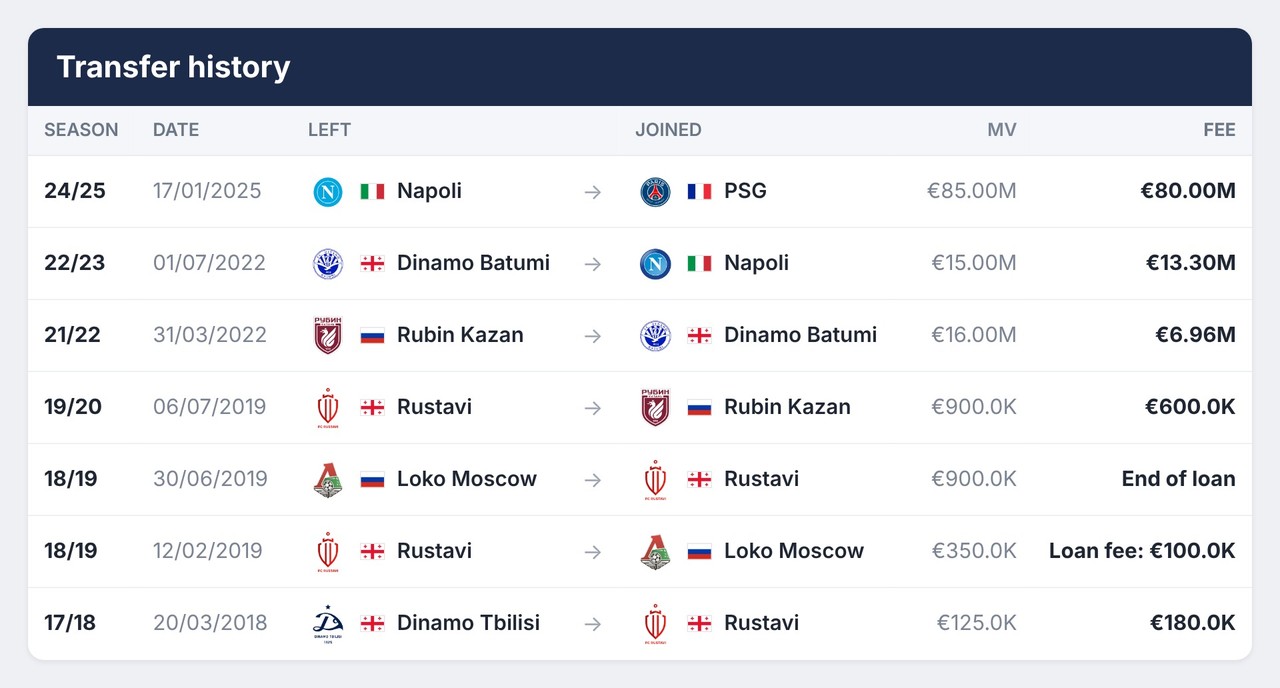 Transfer history
SEASON DATE LEFT JOINED MV FEE
24/25 17/01/2025 Napoli → PSG €85.00M €80.00M
22/23 01/07/2022 Dinamo Batumi → Napoli €15.00M €13.30M
21/22 31/03/2022 Rubin Kazan → Dinamo Batumi €16.00M €6.96M
19/20 06/07/2019 Rustavi → Rubin Kazan €900.0K €600.0K
18/19 30/06/2019 Loko Moscow → Rustavi €900.0K End of loan
18/19 12/02/2019 Rustavi → Loko Moscow €350.0K Loan fee: €100.0K
17/18 20/03/2018 Dinamo Tbilisi → Rustavi €125.0K €180.0K